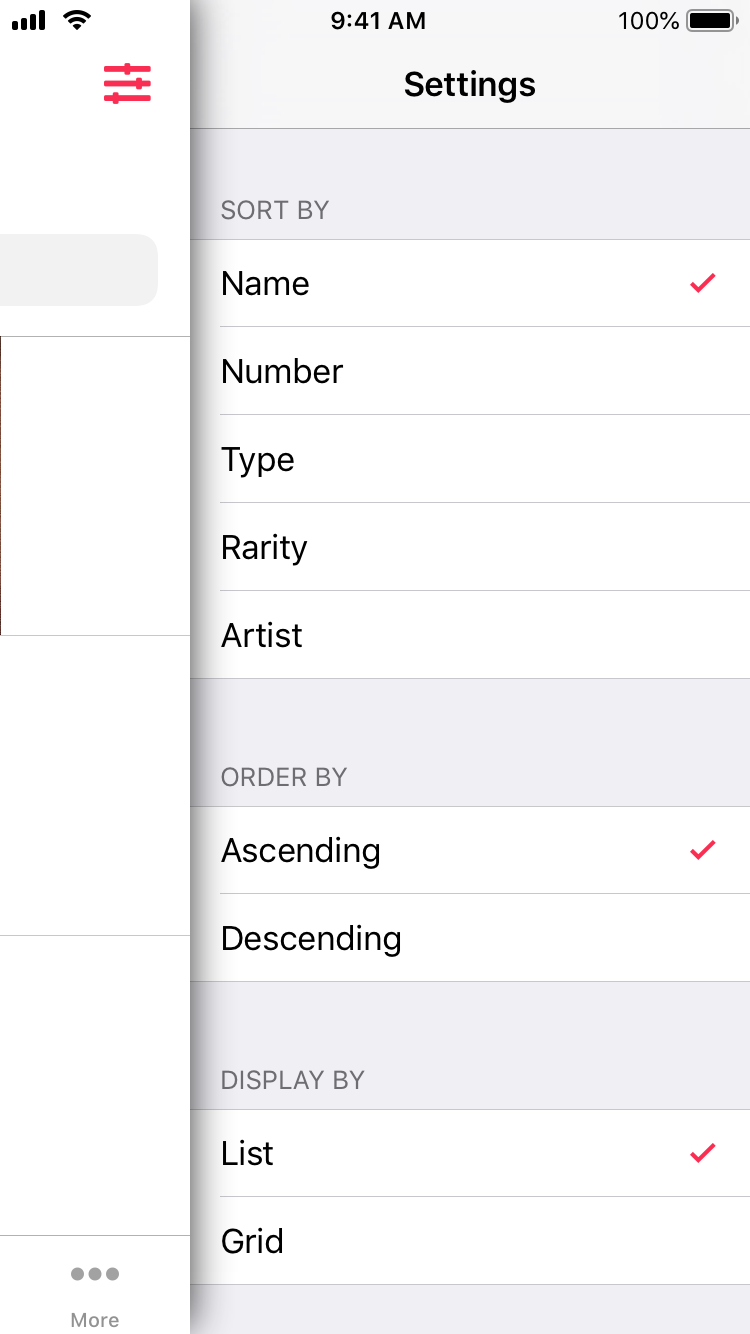 9:41 AM
100%
Settings
SORT BY
Name
Number
Type
Rarity
Artist
ORDER BY
Ascending
Descending
DISPLAY BY
List
Grid
More